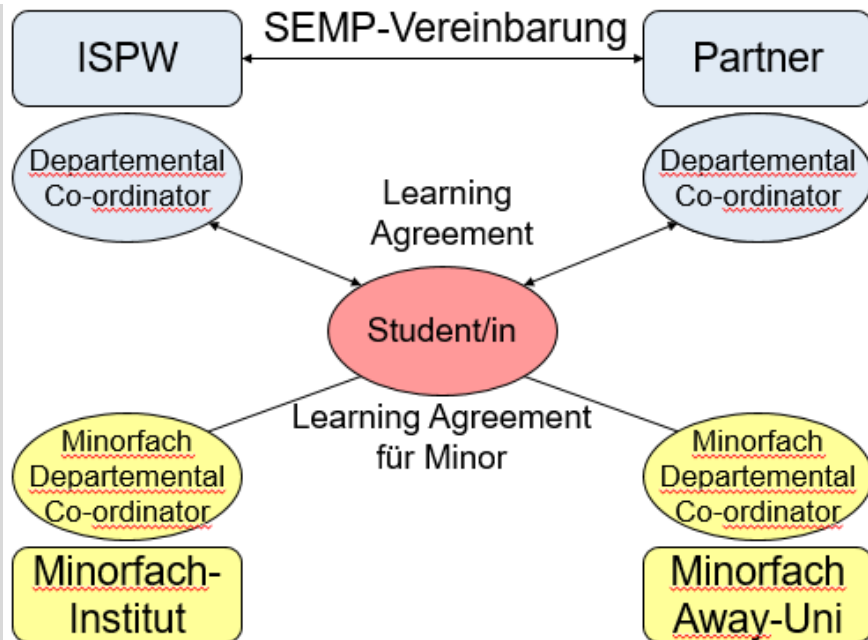 SEMP-Vereinbarung
ISPW
Partner
Departemental
Co-ordinator
Departemental
Co-ordinator
Learning
Agreement
Student/in
Learning Agreement
für Minor
Minorfach
Departemental
Co-ordinator
Minorfach
Departemental
Co-ordinator
Minorfach-
Institut
Minorfach
Away-Uni